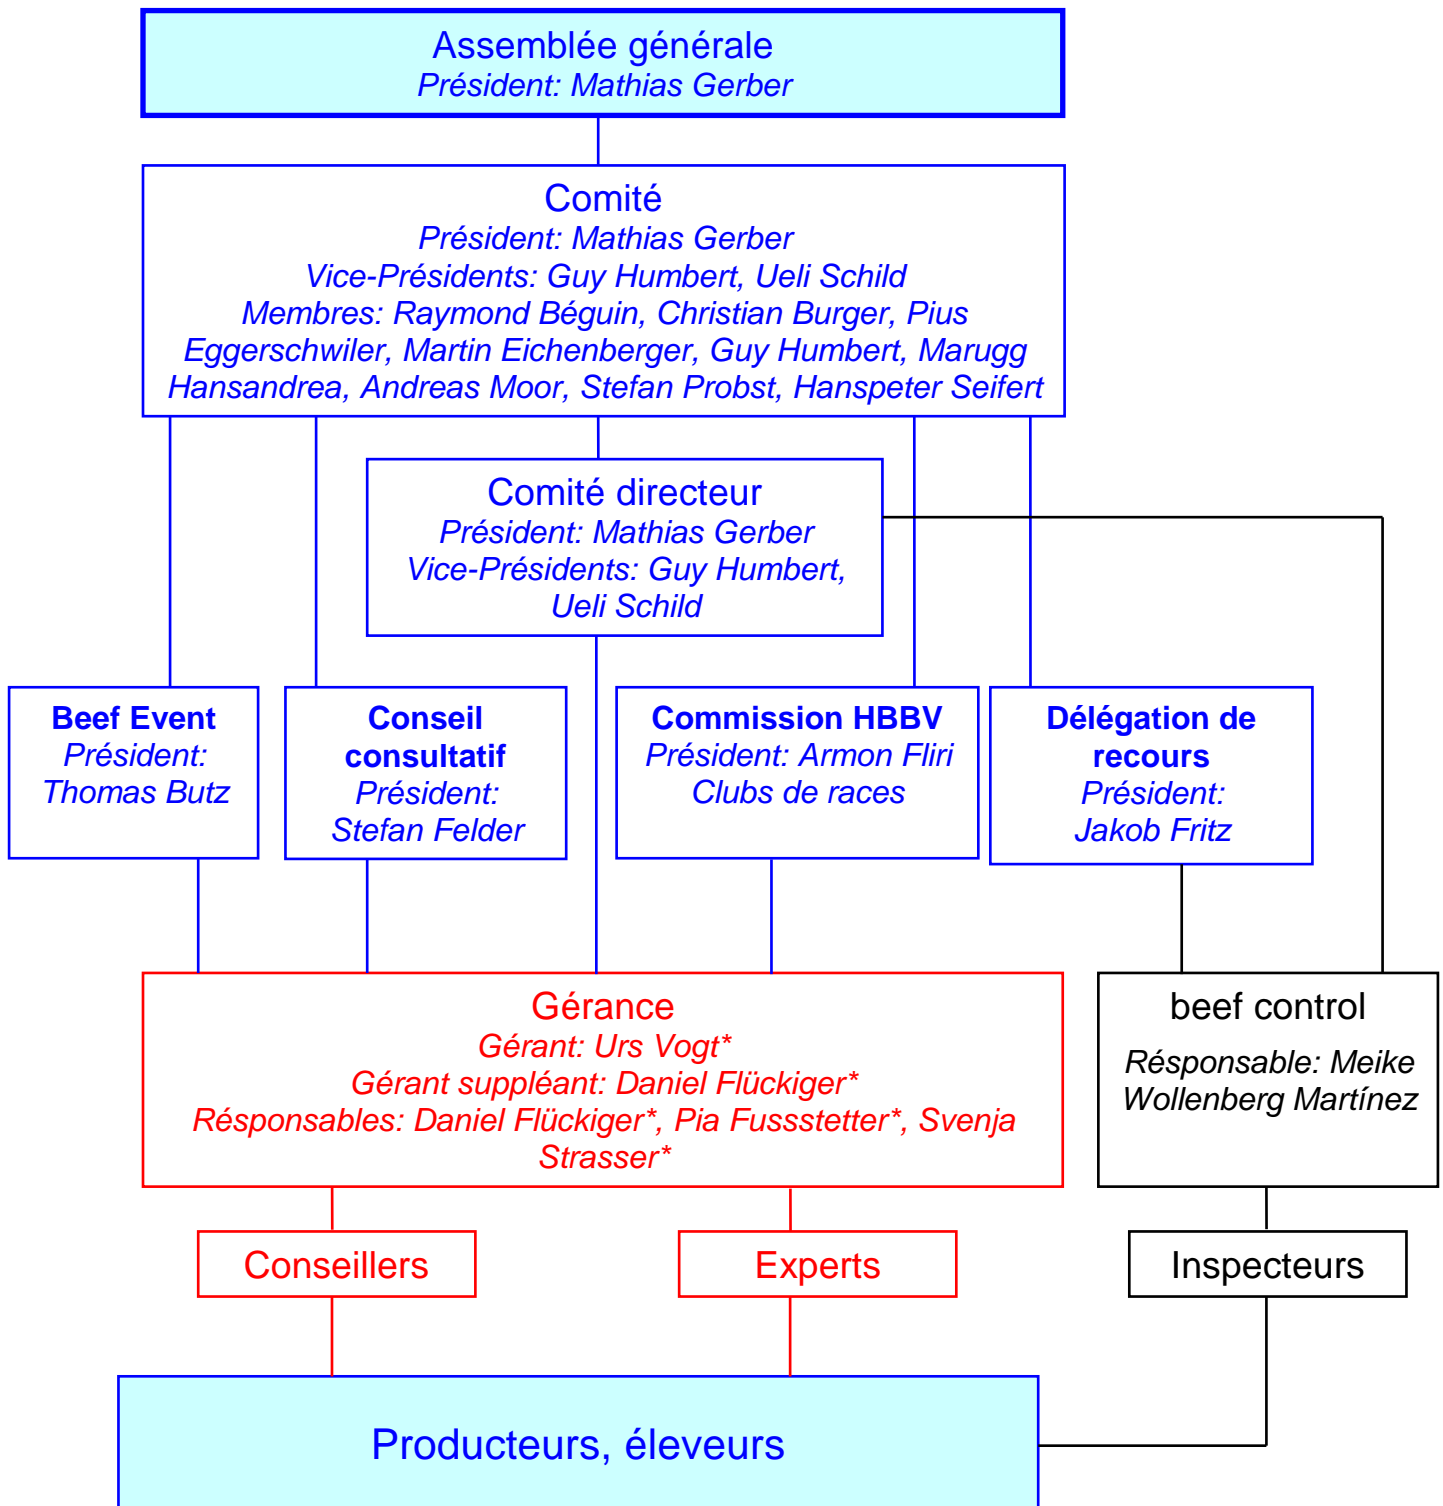 Assemblée générale
Président: Mathias Gerber
Comité
Président: Mathias Gerber
Vice-Présidents: Guy Humbert, Ueli Schild
Membres: Raymond Béguin, Christian Burger, Pius
Eggerschwiler, Martin Eichenberger, Guy Humbert, Marugg
Hansandrea, Andreas Moor, Stefan Probst, Hanspeter Seifert
Comité directeur
Président: Mathias Gerber
Vice-Présidents: Guy Humbert,
Ueli Schild
Beef Event
Président:
Thomas Butz
Conseil
consultatif
Président:
Stefan Felder
Commission HBBV
Président: Armon Fliri
Clubs de races
Délégation de
recours
Président:
Jakob Fritz
Gérance
Gérant: Urs Vogt*
Gérant suppléant: Daniel Flückiger*
Résponsables: Daniel Flückiger*, Pia Fussstetter*, Svenja
Strasser*
beef control
Résponsable: Meike
Wollenberg Martínez
Conseillers
Experts
Inspecteurs
Producteurs, éleveurs